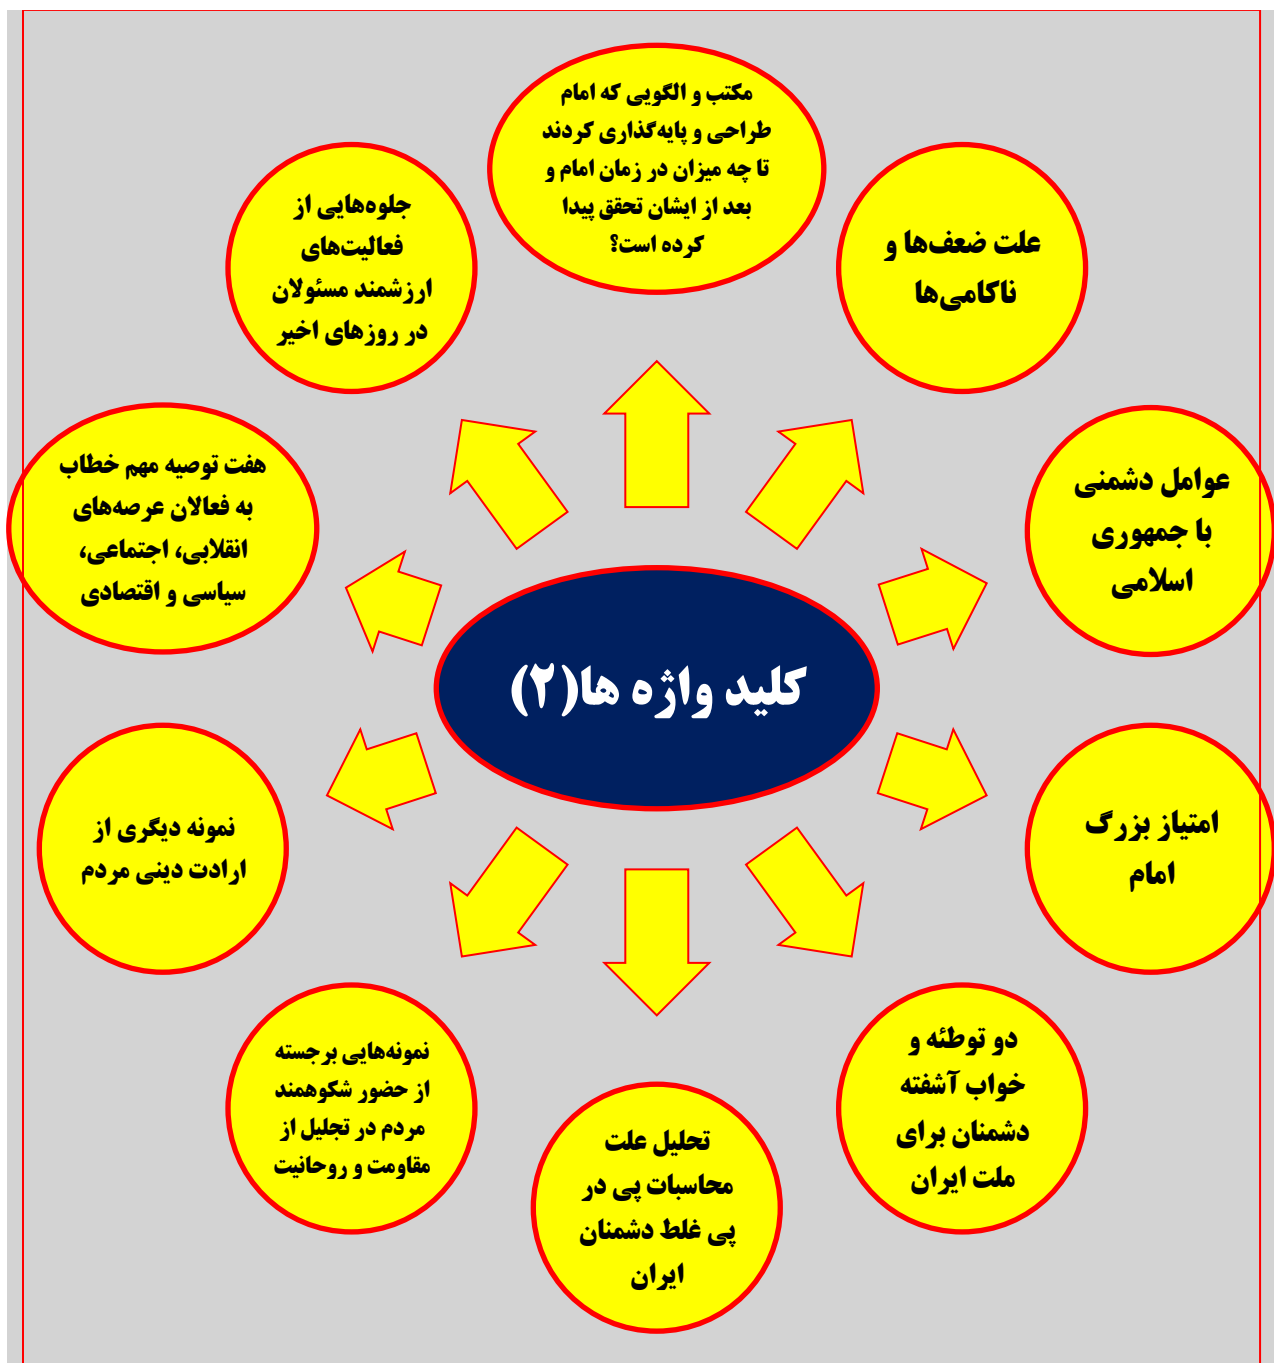 مکتب و الگویی که امام
طراحی و پایه‌گذاری کردند
تا چه میزان در زمان امام و
بعد از ایشان تحقق پیدا
کرده است؟
علت ضعف‌ها و
ناکامی‌ها
عوامل دشمنی
با جمهوری
اسلامی
امتیاز بزرگ
امام
دو توطئه و
خواب آشفته
دشمنان برای
ملت ایران
تحلیل علت
محاسبات پی در
پی غلط دشمنان
ایران
نمونه‌هایی برجسته
از حضور شکوهمند
مردم در تجلیل از
مقاومت و روحانیت
نمونه دیگری از
ارادت دینی مردم
هفت توصیه مهم خطاب
به فعالان عرصه‌های
انقلابی، اجتماعی،
سیاسی و اقتصادی
جلوه‌هایی از
فعالیت‌های
ارزشمند مسئولان
در روزهای اخیر
کلید واژه ها(۲)